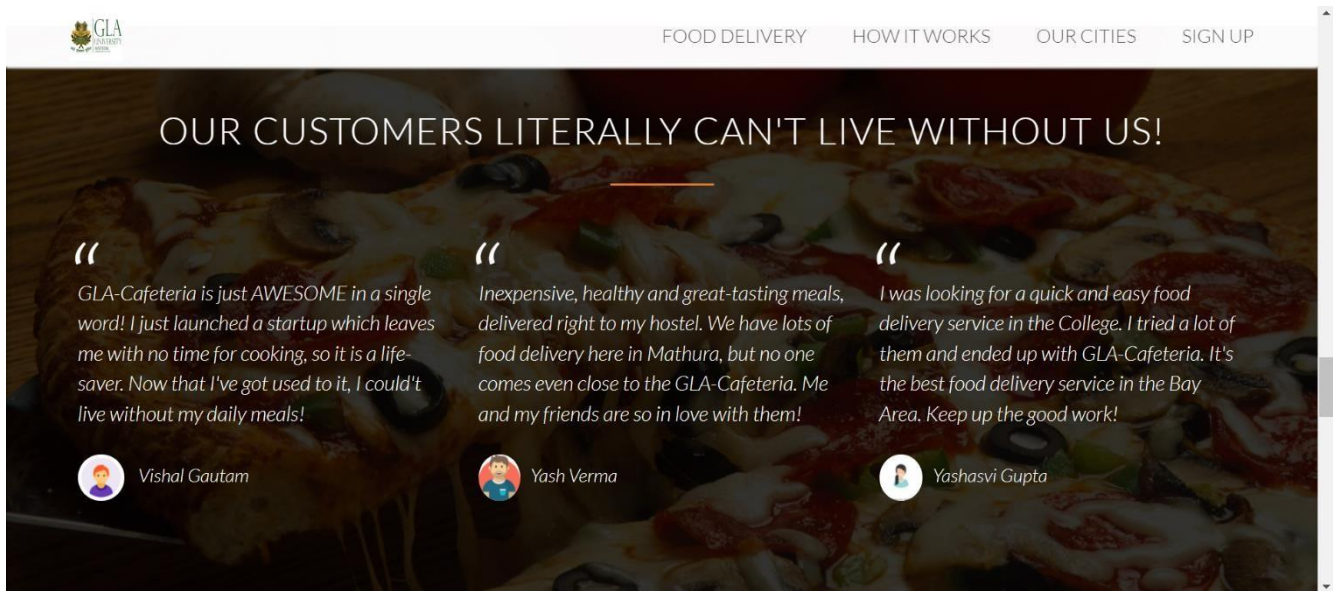 GLA
UNIVERSITY
FOOD DELIVERY HOW IT WORKS OUR CITIES SIGN UP
OUR CUSTOMERS LITERALLY CAN'T LIVE WITHOUT US!
“
GLA-Cafeteria is just AWESOME in a single
word! I just launched a startup which leaves
me with no time for cooking, so it is a life-
saver. Now that I've got used to it, I could't
live without my daily meals!
Vishal Gautam
“
Inexpensive, healthy and great-tasting meals,
delivered right to my hostel. We have lots of
food delivery here in Mathura, but no one
comes even close to the GLA-Cafeteria. Me
and my friends are so in love with them!
Yash Verma
“
I was looking for a quick and easy food
delivery service in the College. I tried a lot of
them and ended up with GLA-Cafeteria. It's
the best food delivery service in the Bay
Area. Keep up the good work!
Yashasvi Gupta